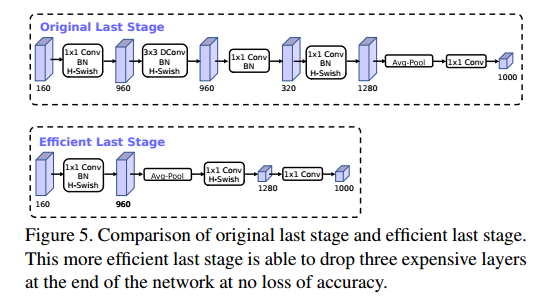 Original Last Stage
1x1 Conv
BN
H-Swish
3x3 DConv
BN
H-Swish
1x1 Conv
BN
1x1 Conv
BN
H-Swish
Avg-Pool
1x1 Conv
160
960
960
320
1280
1000
Efficient Last Stage
1x1 Conv
BN
H-Swish
Avg-Pool
1x1 Conv
H-Swish
1x1 Conv
160
960
1280
1000
Figure 5. Comparison of original last stage and efficient last stage.
This more efficient last stage is able to drop three expensive layers
at the end of the network at no loss of accuracy.